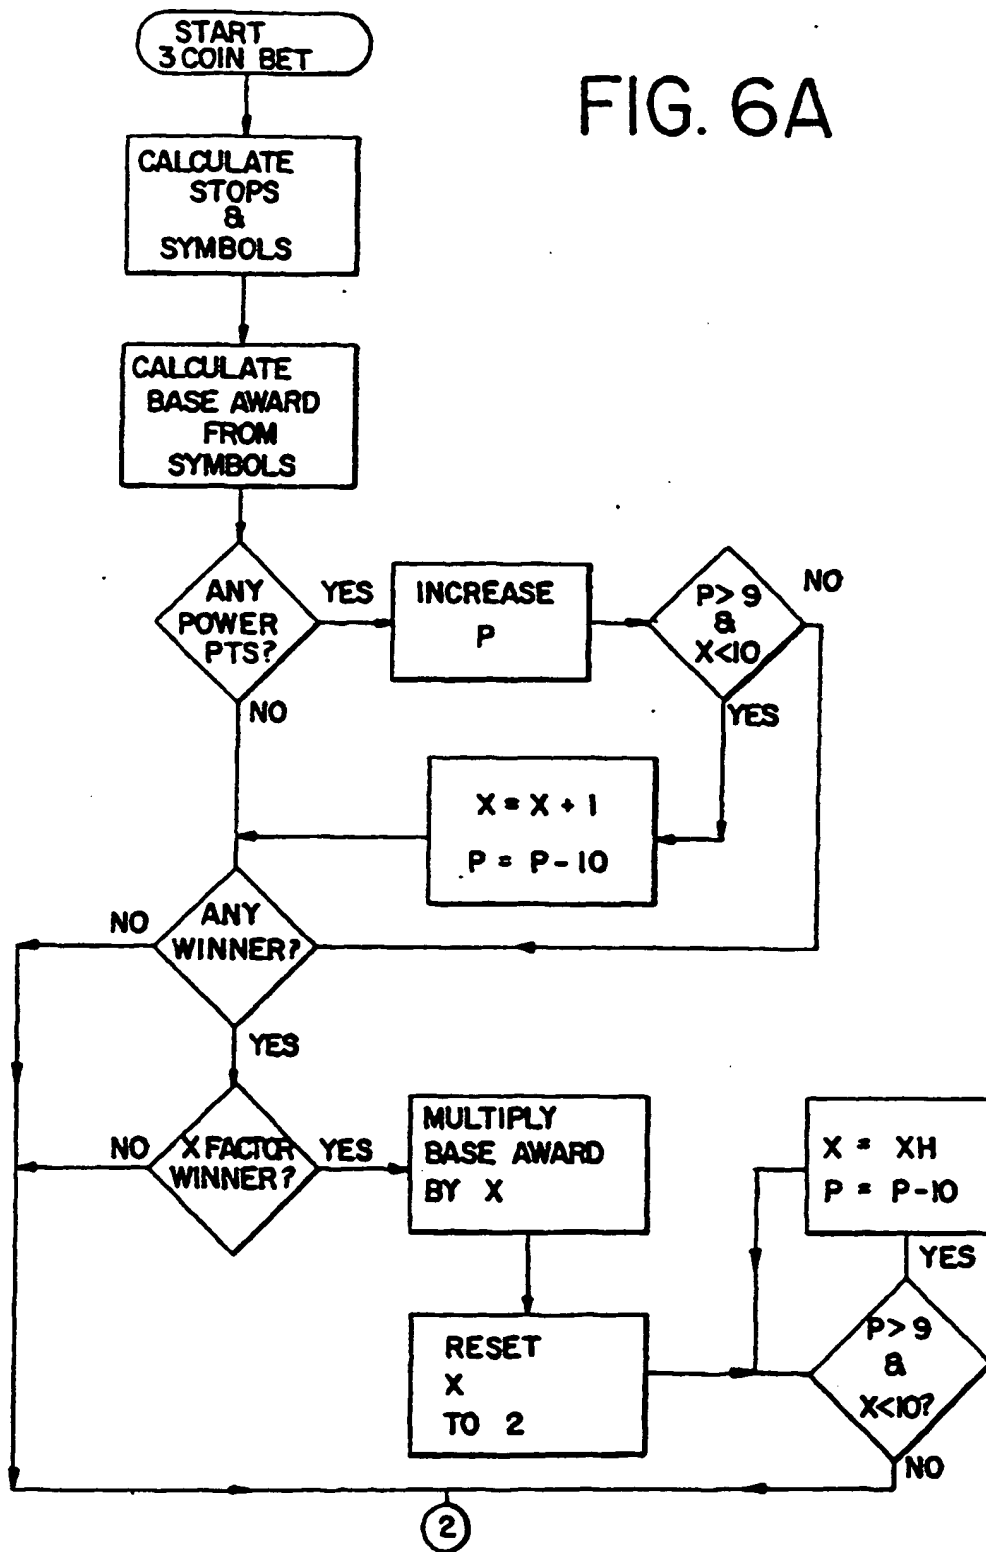 START
3 COIN BET
FIG. 6A
CALCULATE
STOPS
&
SYMBOLS
CALCULATE
BASE AWARD
FROM
SYMBOLS
ANY
POWER
PTS?
YES
NO
INCREASE
P
P > 9
&
X<10
NO
YES
X = X + 1
P = P - 10
ANY
WINNER?
NO
YES
X FACTOR
WINNER?
NO
YES
MULTIPLY
BASE AWARD
BY X
RESET
X
TO 2
X = XH
P = P-10
YES
P > 9
&
X<10?
NO
2